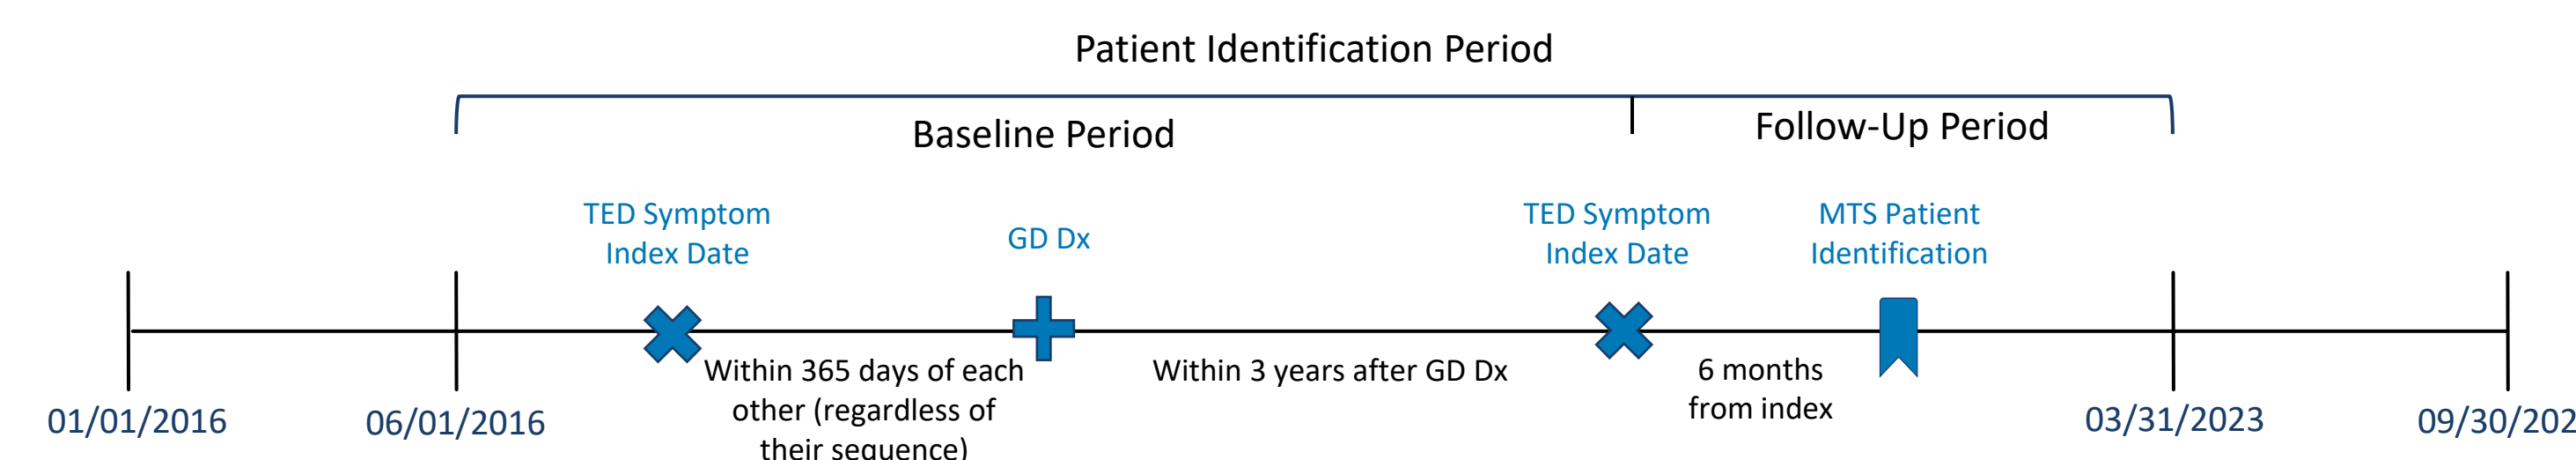 Patient Identification Period
Baseline Period
Follow-Up Period
TED Symptom
Index Date
GD Dx
TED Symptom
Index Date
MTS Patient
Identification
Within 365 days of each
other (regardless of
their sequence)
Within 3 years after GD Dx
6 months
from index
01/01/2016
06/01/2016
03/31/2023